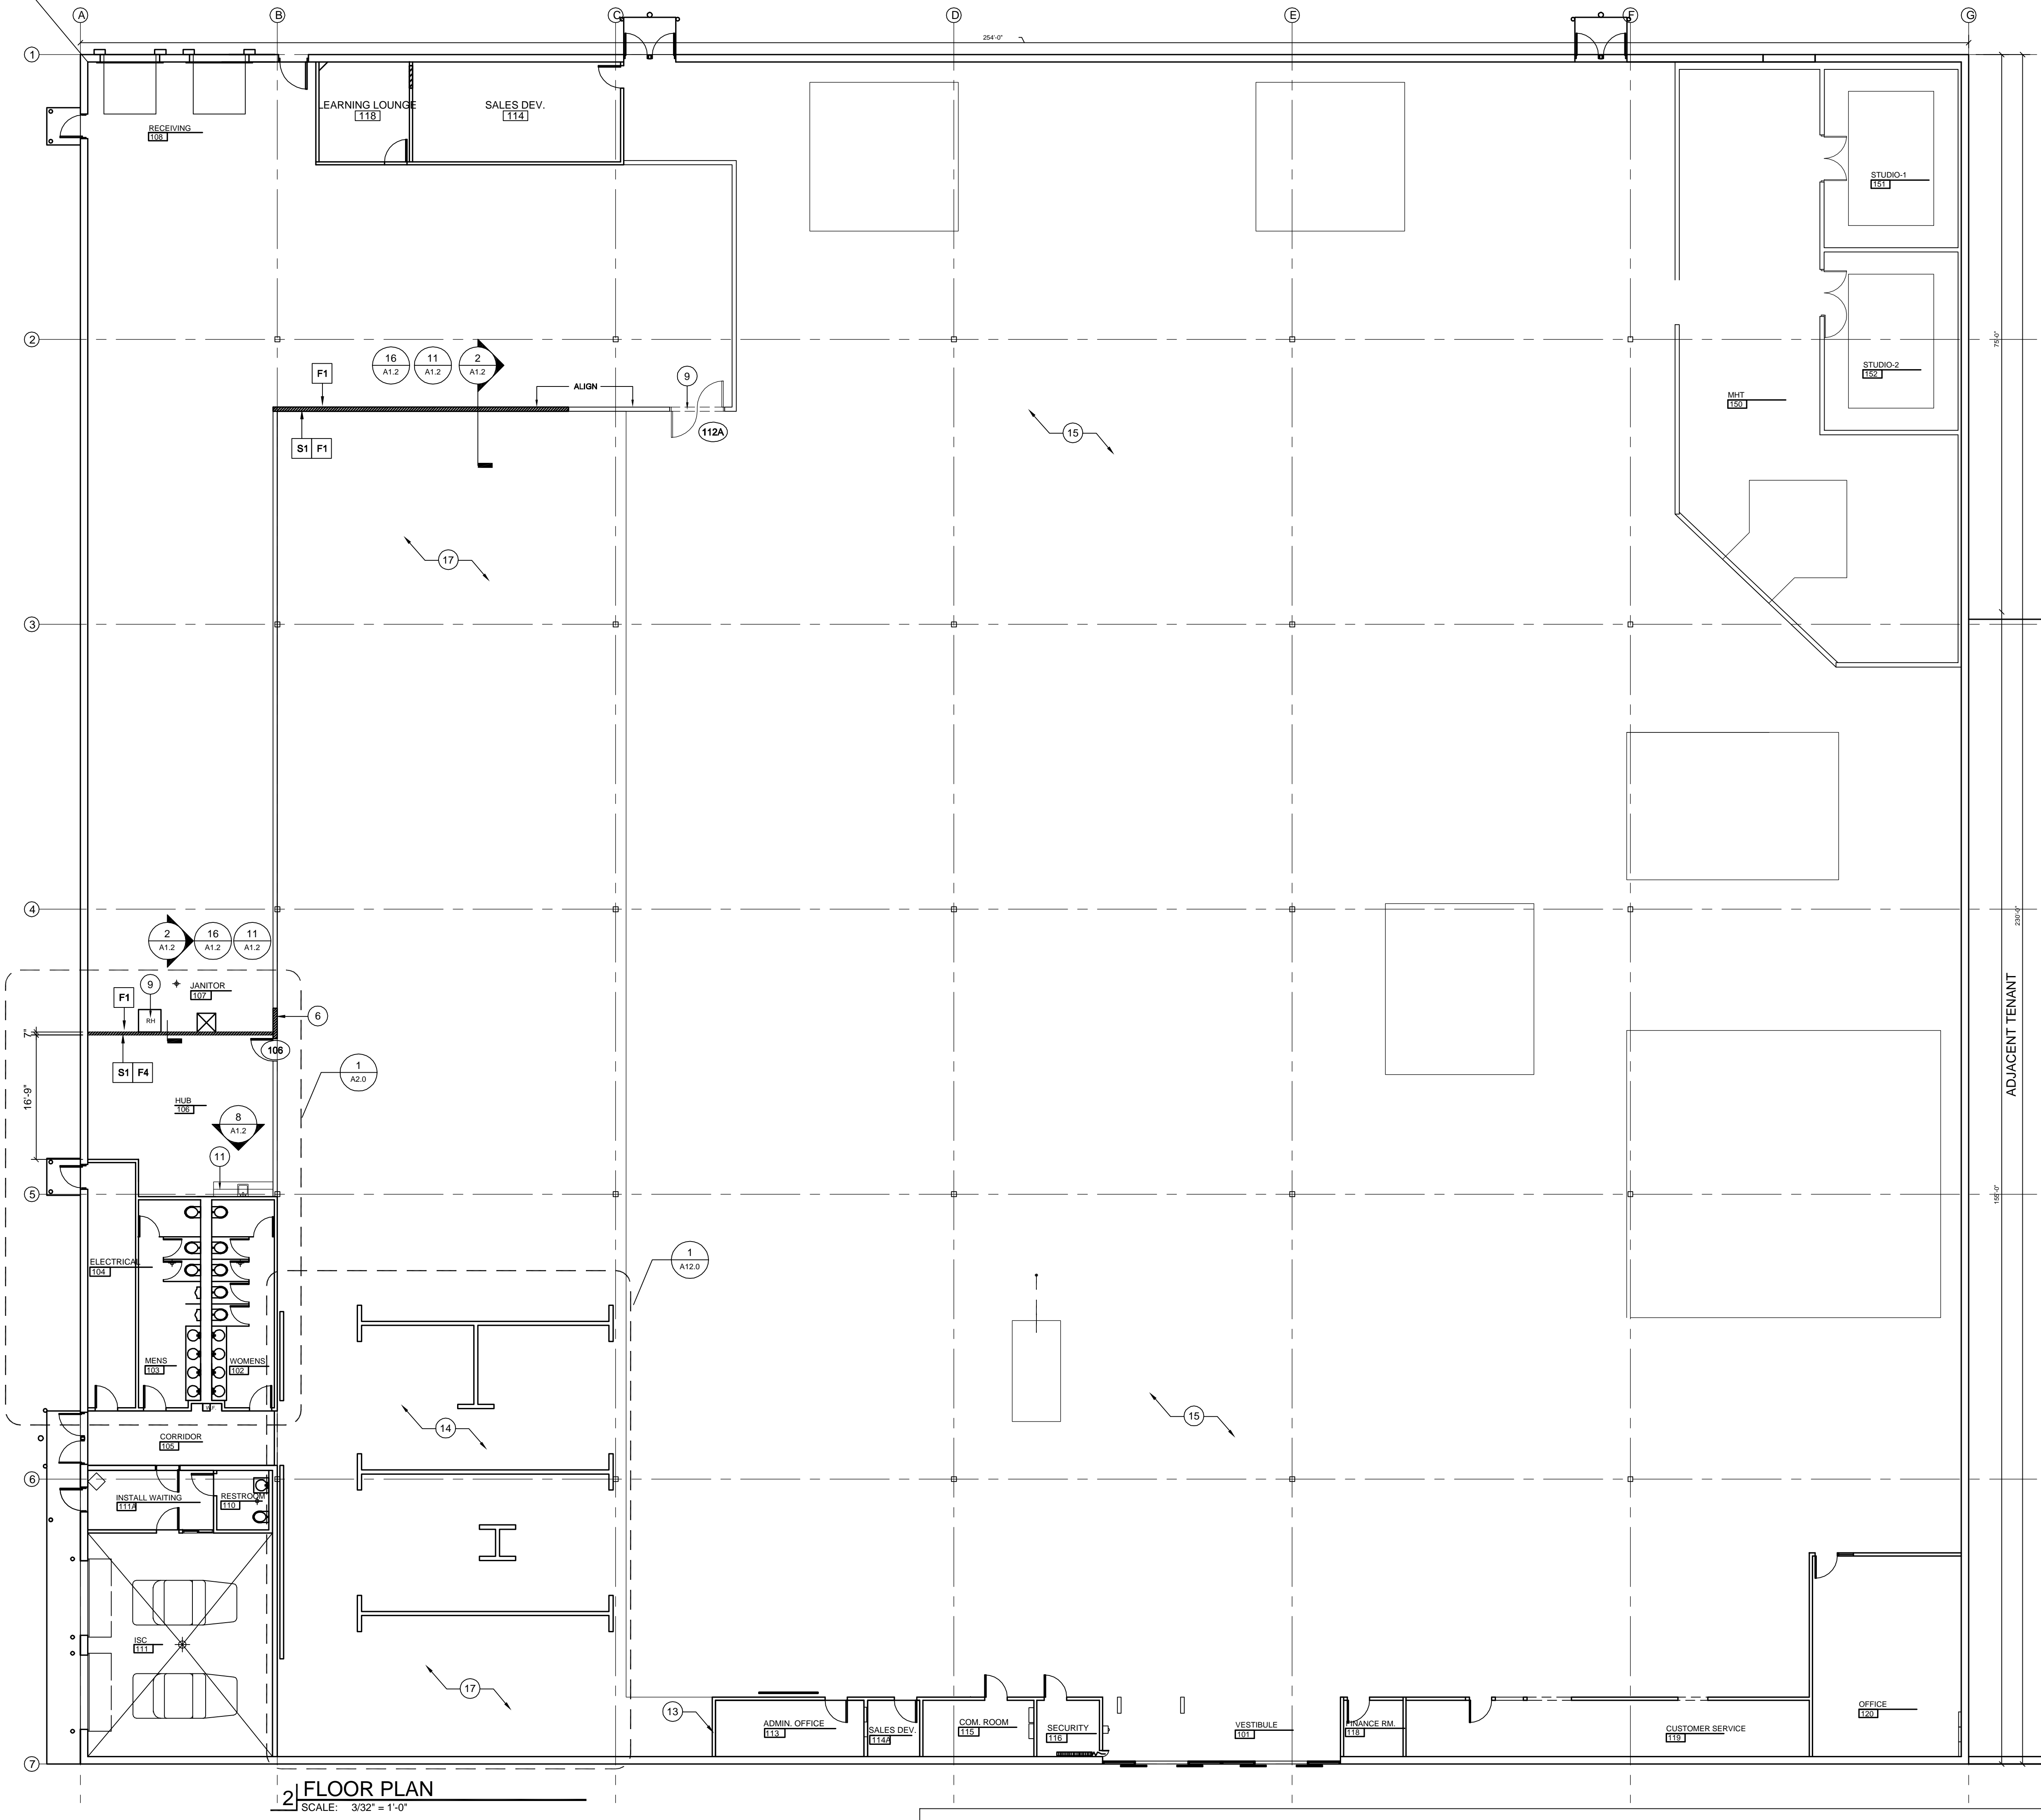 A
B
C
D
E
F
G
254'-0"
1
LEARNING LOUNGE
118
SALES DEV.
114
RECEIVING
108
STUDIO-1
151
2
16
A1.2
11
A1.2
2
A1.2
75'-0"
STUDIO-2
152
F1
ALIGN
9
MHT
150
S1 F1
112A
15
17
3
4
2
A1.2
16
A1.2
11
A1.2
230'-0"
9
JANITOR
107
F1
RH
6
7"
106
S1 F4
1
A2.0
ADJACENT TENANT
16'-9"
HUB
106
8
A1.2
11
5
155'-0"
ELECTRICAL
104
1
A12.0
MENS
103
WOMENS
102
14
15
CORRIDOR
105
6
INSTALL WAITING
111A
RESTROOM
110
ISC
111
17
13
ADMIN. OFFICE
113
SALES DEV.
114A
COM. ROOM
115
SECURITY
116
VESTIBULE
101
FINANCE RM.
118
CUSTOMER SERVICE
119
OFFICE
120
7
2 FLOOR PLAN
SCALE: 3/32" = 1'-0"